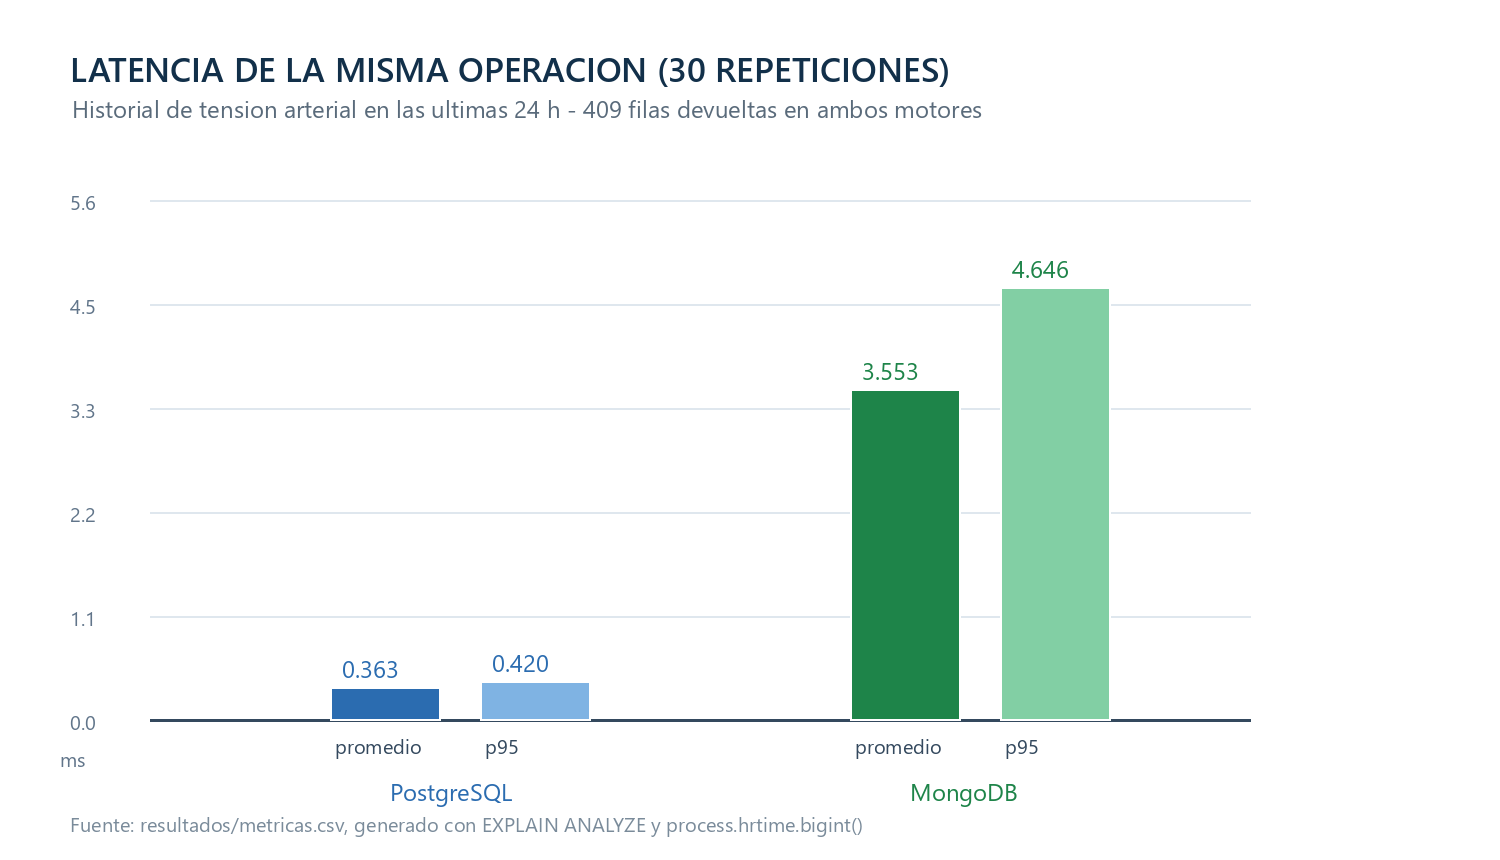 LATENCIA DE LA MISMA OPERACION (30 REPETICIONES)
Historial de tension arterial en las ultimas 24 h - 409 filas devueltas en ambos motores
5.6
4.5
3.3
2.2
1.1
0.0
ms
0.363
0.420
3.553
4.646
promedio
p95
promedio
p95
PostgreSQL
MongoDB
Fuente: resultados/metricas.csv, generado con EXPLAIN ANALYZE y process.hrtime.bigint()